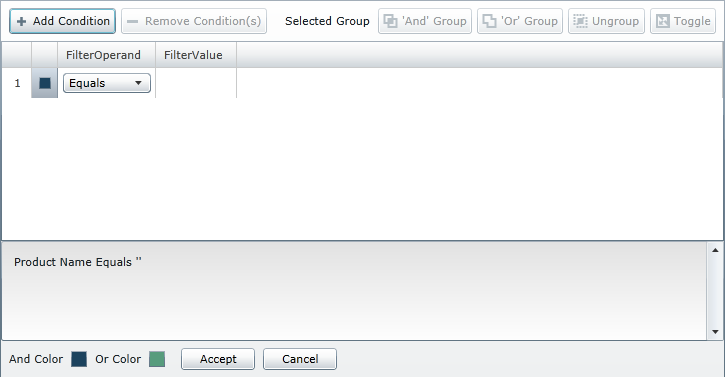 Add Condition Remove Condition(s) Selected Group 'And' Group 'Or' Group Ungroup Toggle
FilterOperand FilterValue
1 Equals
Product Name Equals ''
And Color Or Color Accept Cancel